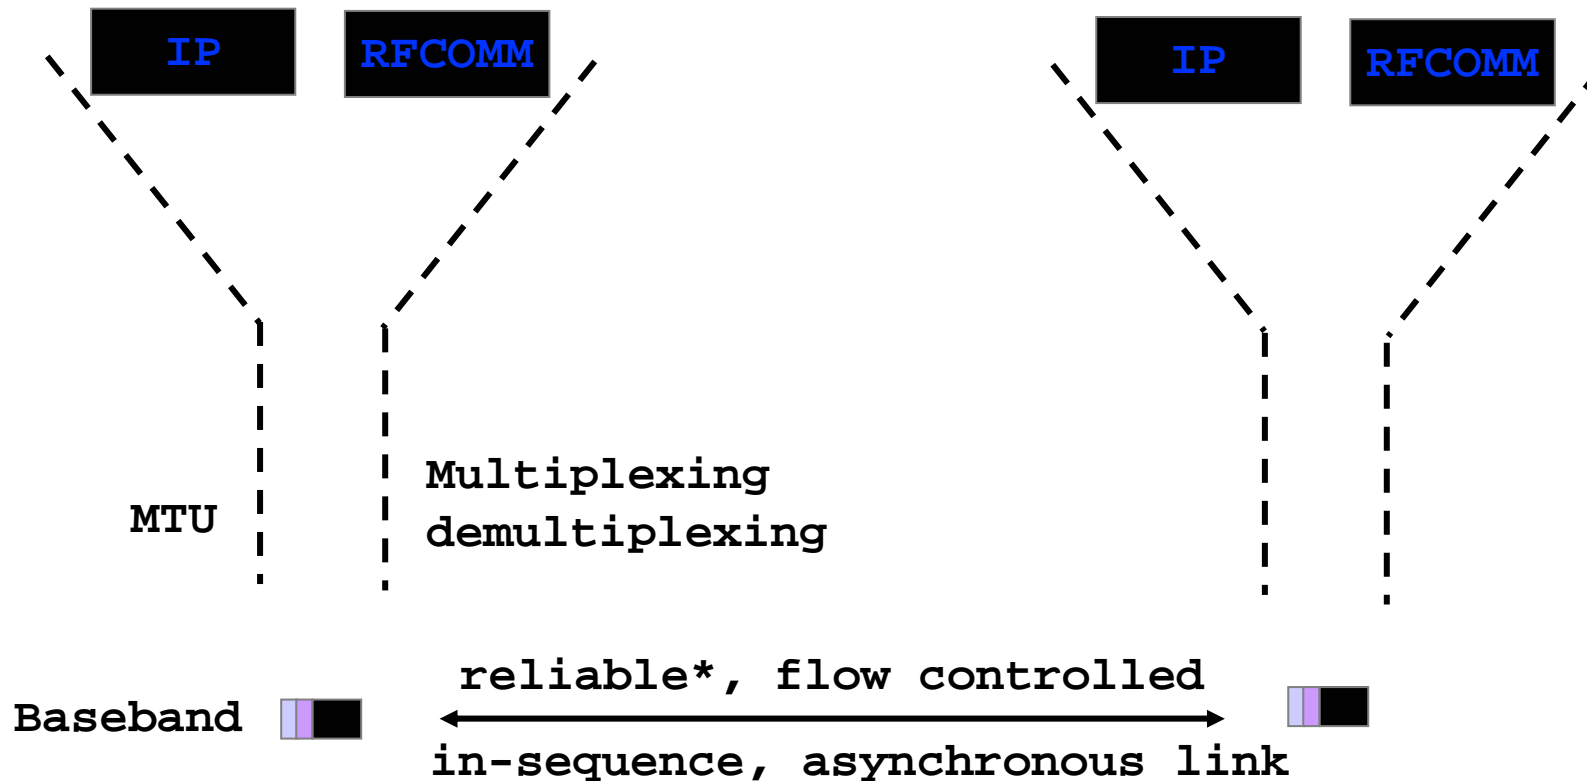 IP
RFCOMM
IP
RFCOMM
Multiplexing
demultiplexing
MTU
reliable*, flow controlled
Baseband
in-sequence, asynchronous link